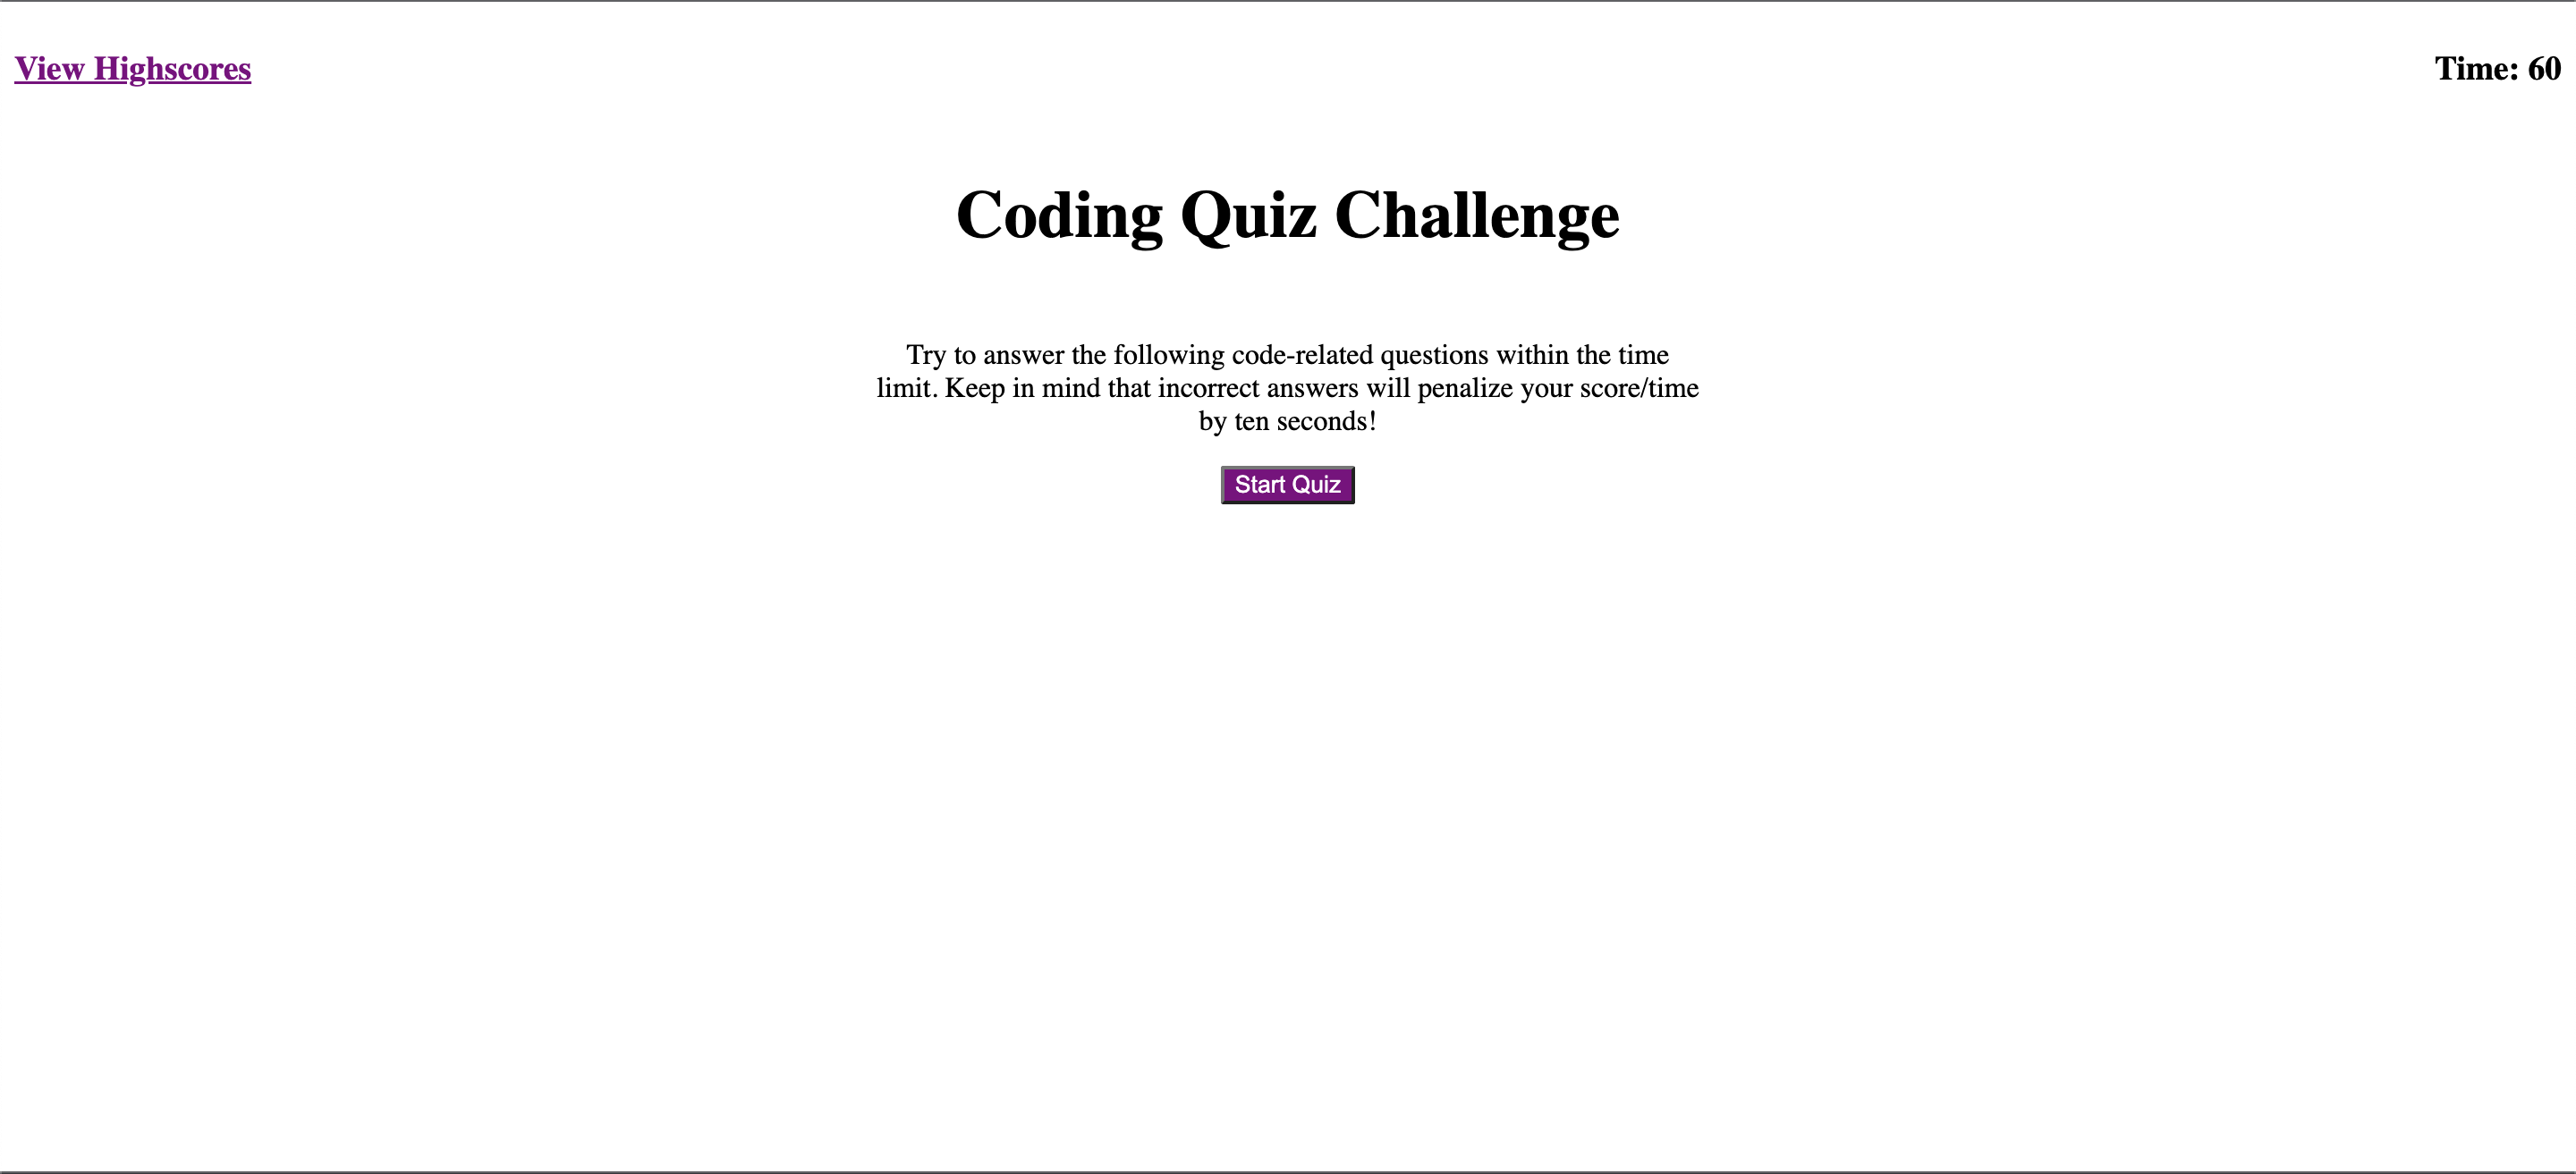 View Highscores
Time: 60
Coding Quiz Challenge
Try to answer the following code-related questions within the time
limit. Keep in mind that incorrect answers will penalize your score/time
by ten seconds!
Start Quiz